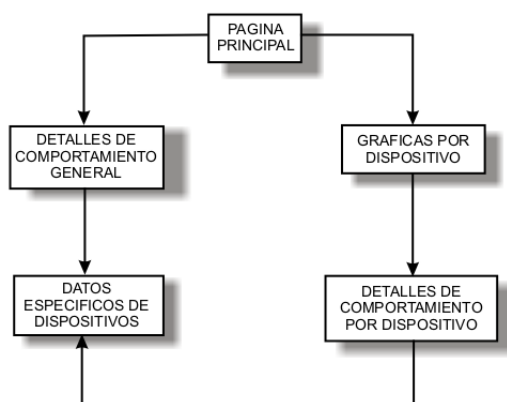 PAGINA
PRINCIPAL
DETALLES DE
COMPORTAMIENTO
GENERAL
GRAFICAS POR
DISPOSITIVO
DATOS
ESPECIFICOS DE
DISPOSITIVOS
DETALLES DE
COMPORTAMIENTO
POR DISPOSITIVO